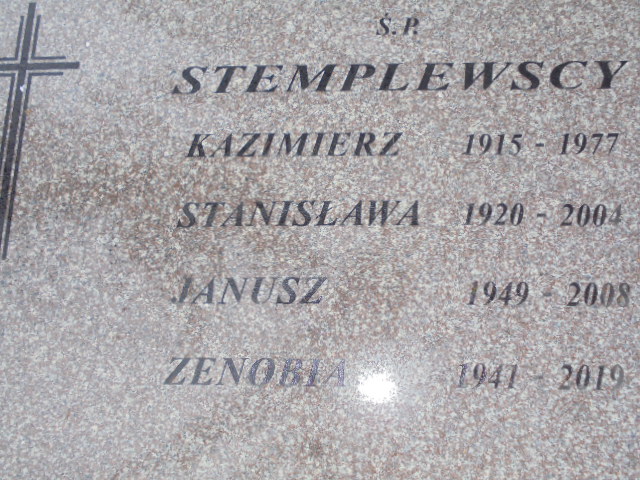 Ś.P.
STEMPLEWSCY
KAZIMIERZ 1915 - 1977
STANISŁAWA 1920 - 2004
JANUSZ 1949 - 2008
ZENOBIA 1941 - 2019